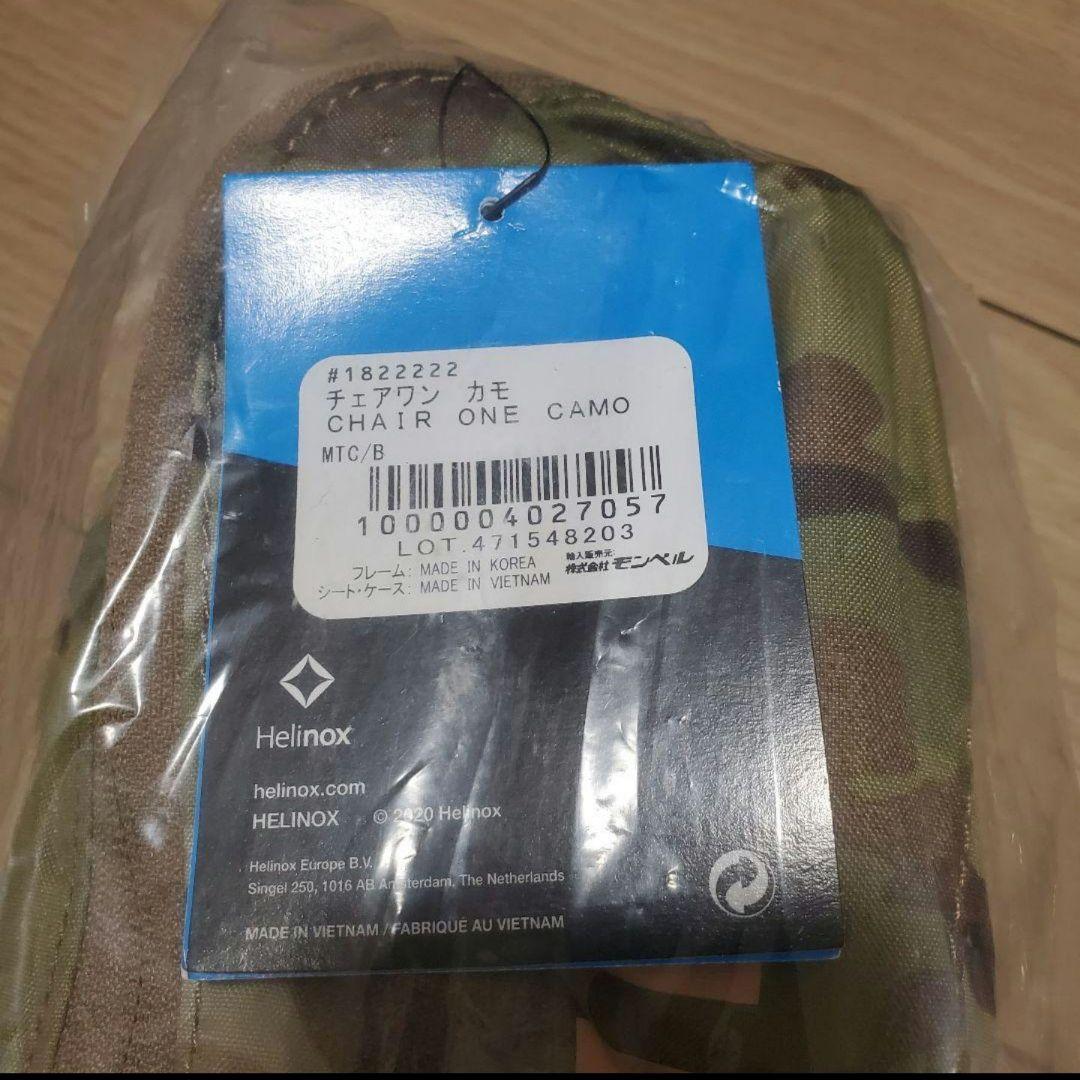 #1822222
チェアワン カモ
CHAIR ONE CAMO
MTC/B
1000004027057
LOT.471548203
フレーム: MADE IN KOREA
シート・ケース: MADE IN VIETNAM
輸入販売元:
株式会社モンベル
Helinox
helinox.com
HELINOX © 2020 Helinox
Helinox Europe B.V.
Singel 250, 1016 AB Amsterdam, The Netherlands
MADE IN VIETNAM / FABRIQUÉ AU VIETNAM